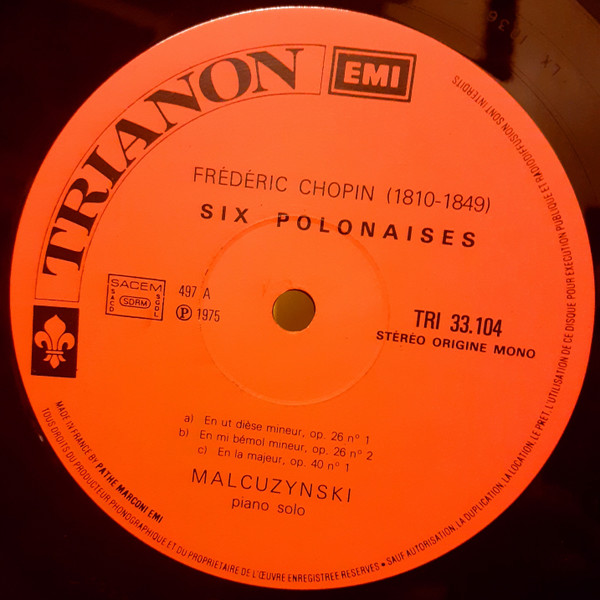 TRIANON
EMI
FRÉDÉRIC CHOPIN (1810-1849)
SIX POLONAISES
SACEM
SACD
SDRM
SGDL
497 A
Ⓟ 1975
TRI 33.104
STÉRÉO ORIGINE MONO
a) En ut dièse mineur, op. 26 nº 1
b) En mi bémol mineur, op. 26 nº 2
c) En la majeur, op. 40 nº 1
MALCUZYNSKI
piano solo
MADE IN FRANCE BY PATHE MARCONI EMI
TOUS DROITS DU PRODUCTEUR PHONOGRAPHIQUE ET DU PROPRIETAIRE DE L'ŒUVRE ENREGISTREE RESERVES • SAUF AUTORISATION, LA DUPLICATION, LA LOCATION, LE PRET, L'UTILISATION DE CE DISQUE POUR EXECUTION PUBLIQUE ET RADIODIFFUSION SONT INTERDITS